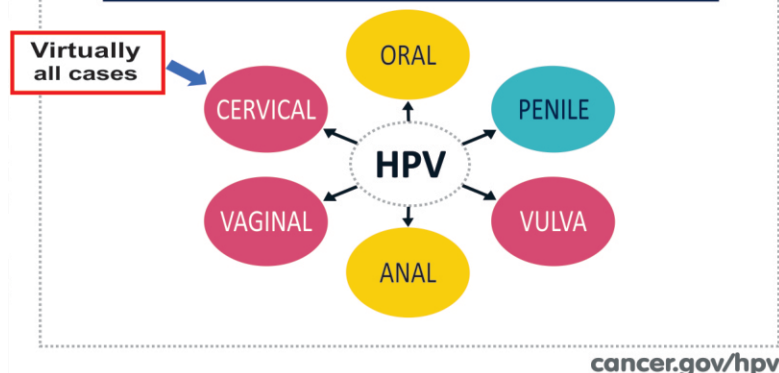 Virtually
all cases
ORAL
CERVICAL
PENILE
HPV
VAGINAL
VULVA
ANAL
cancer.gov/hpv